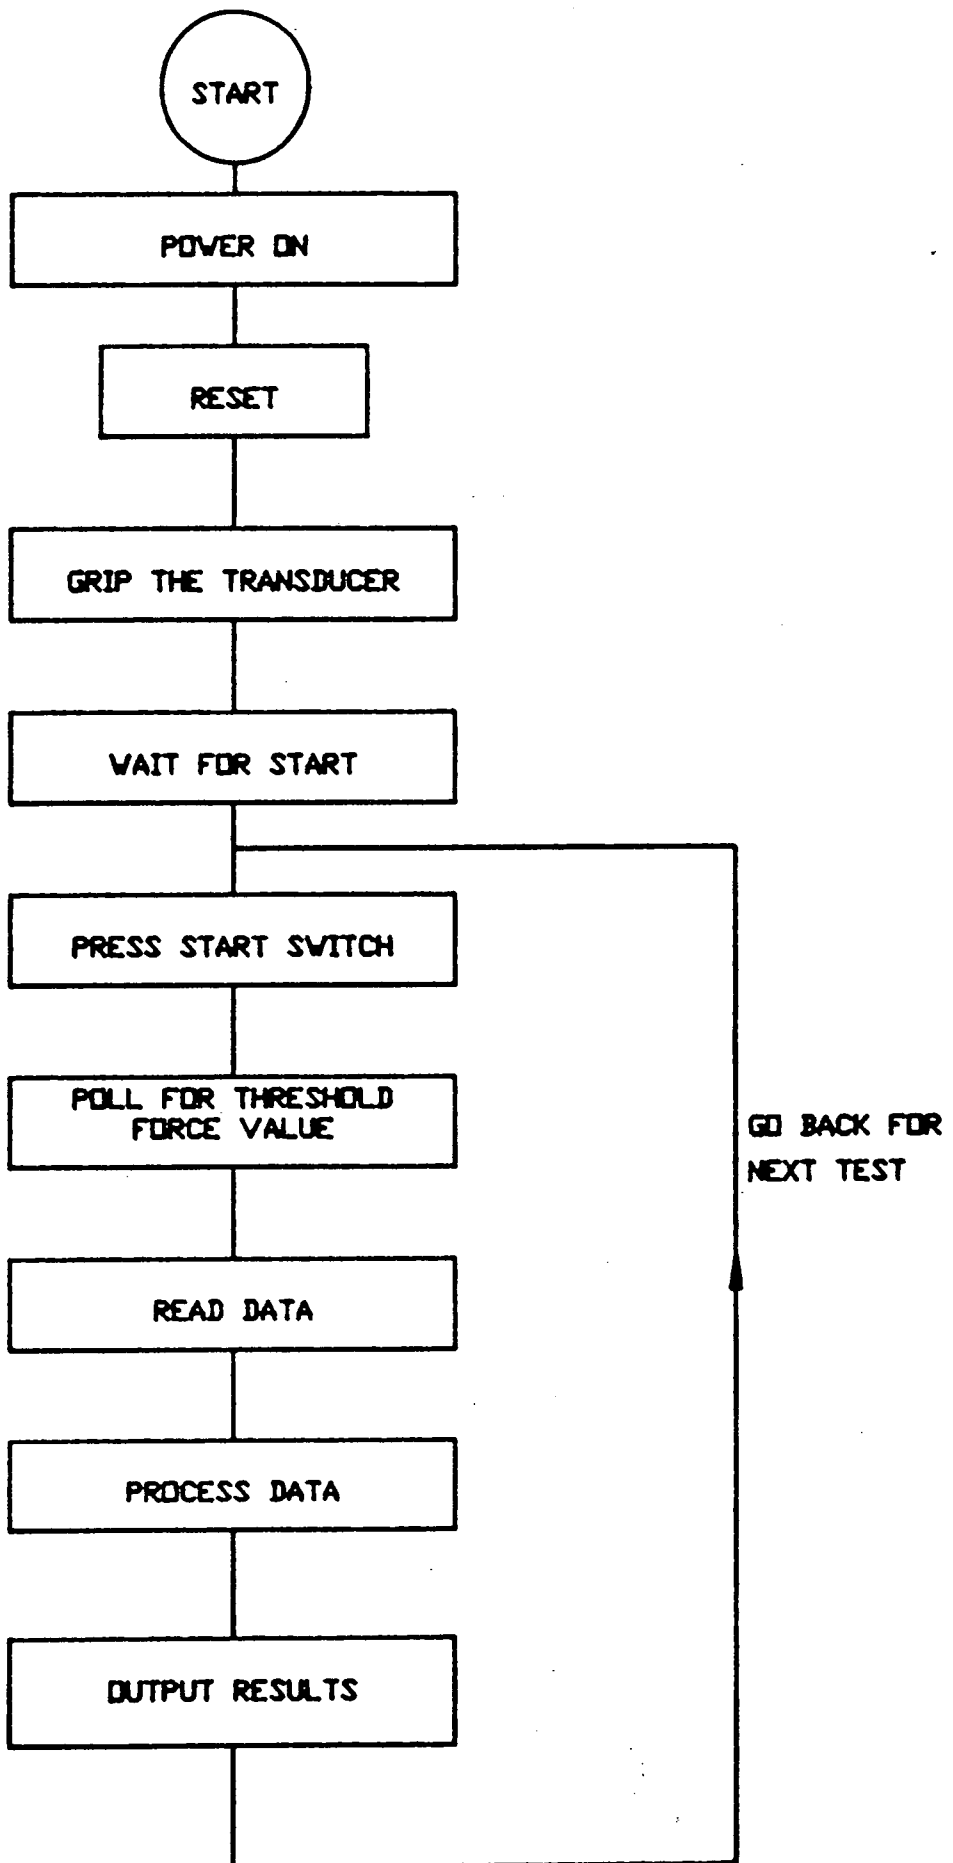 START
POWER ON
RESET
GRIP THE TRANSDUCER
WAIT FOR START
PRESS START SWITCH
POLL FOR THRESHOLD
FORCE VALUE
GO BACK FOR
NEXT TEST
READ DATA
PROCESS DATA
OUTPUT RESULTS